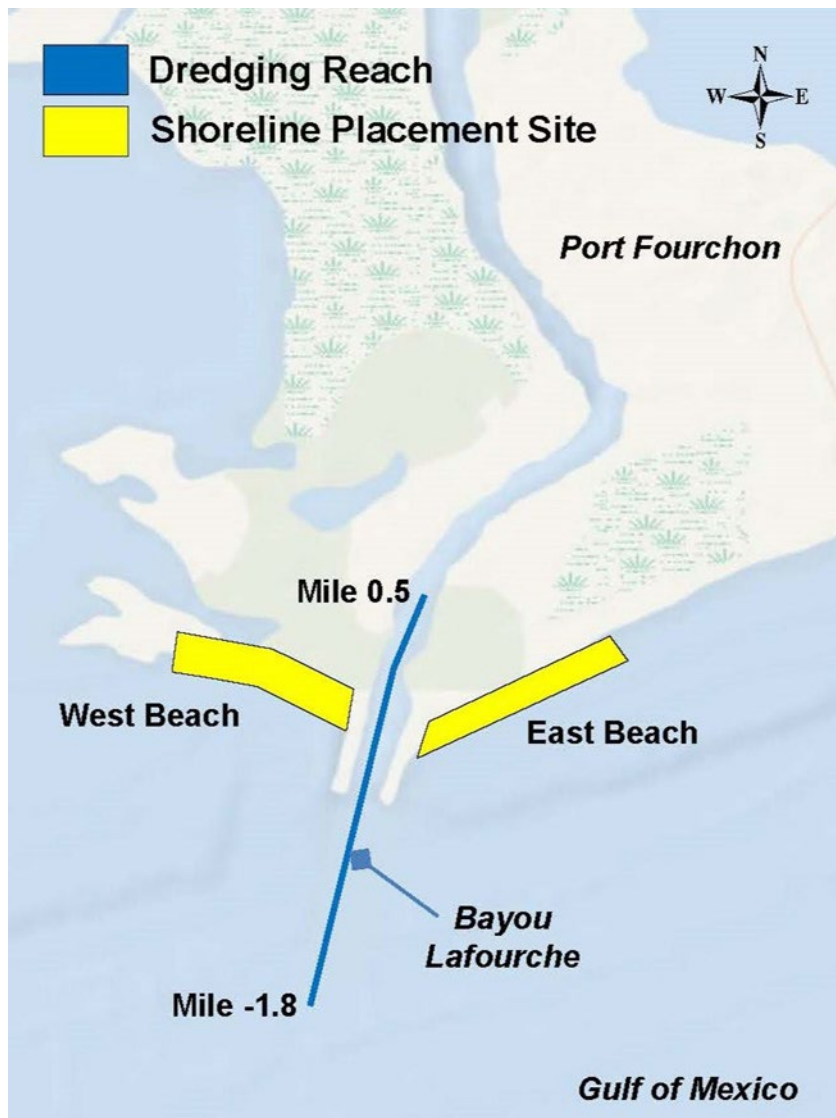 Dredging Reach
Shoreline Placement Site
N
W E
S
Port Fourchon
Mile 0.5
West Beach
East Beach
Bayou
Lafourche
Mile -1.8
Gulf of Mexico